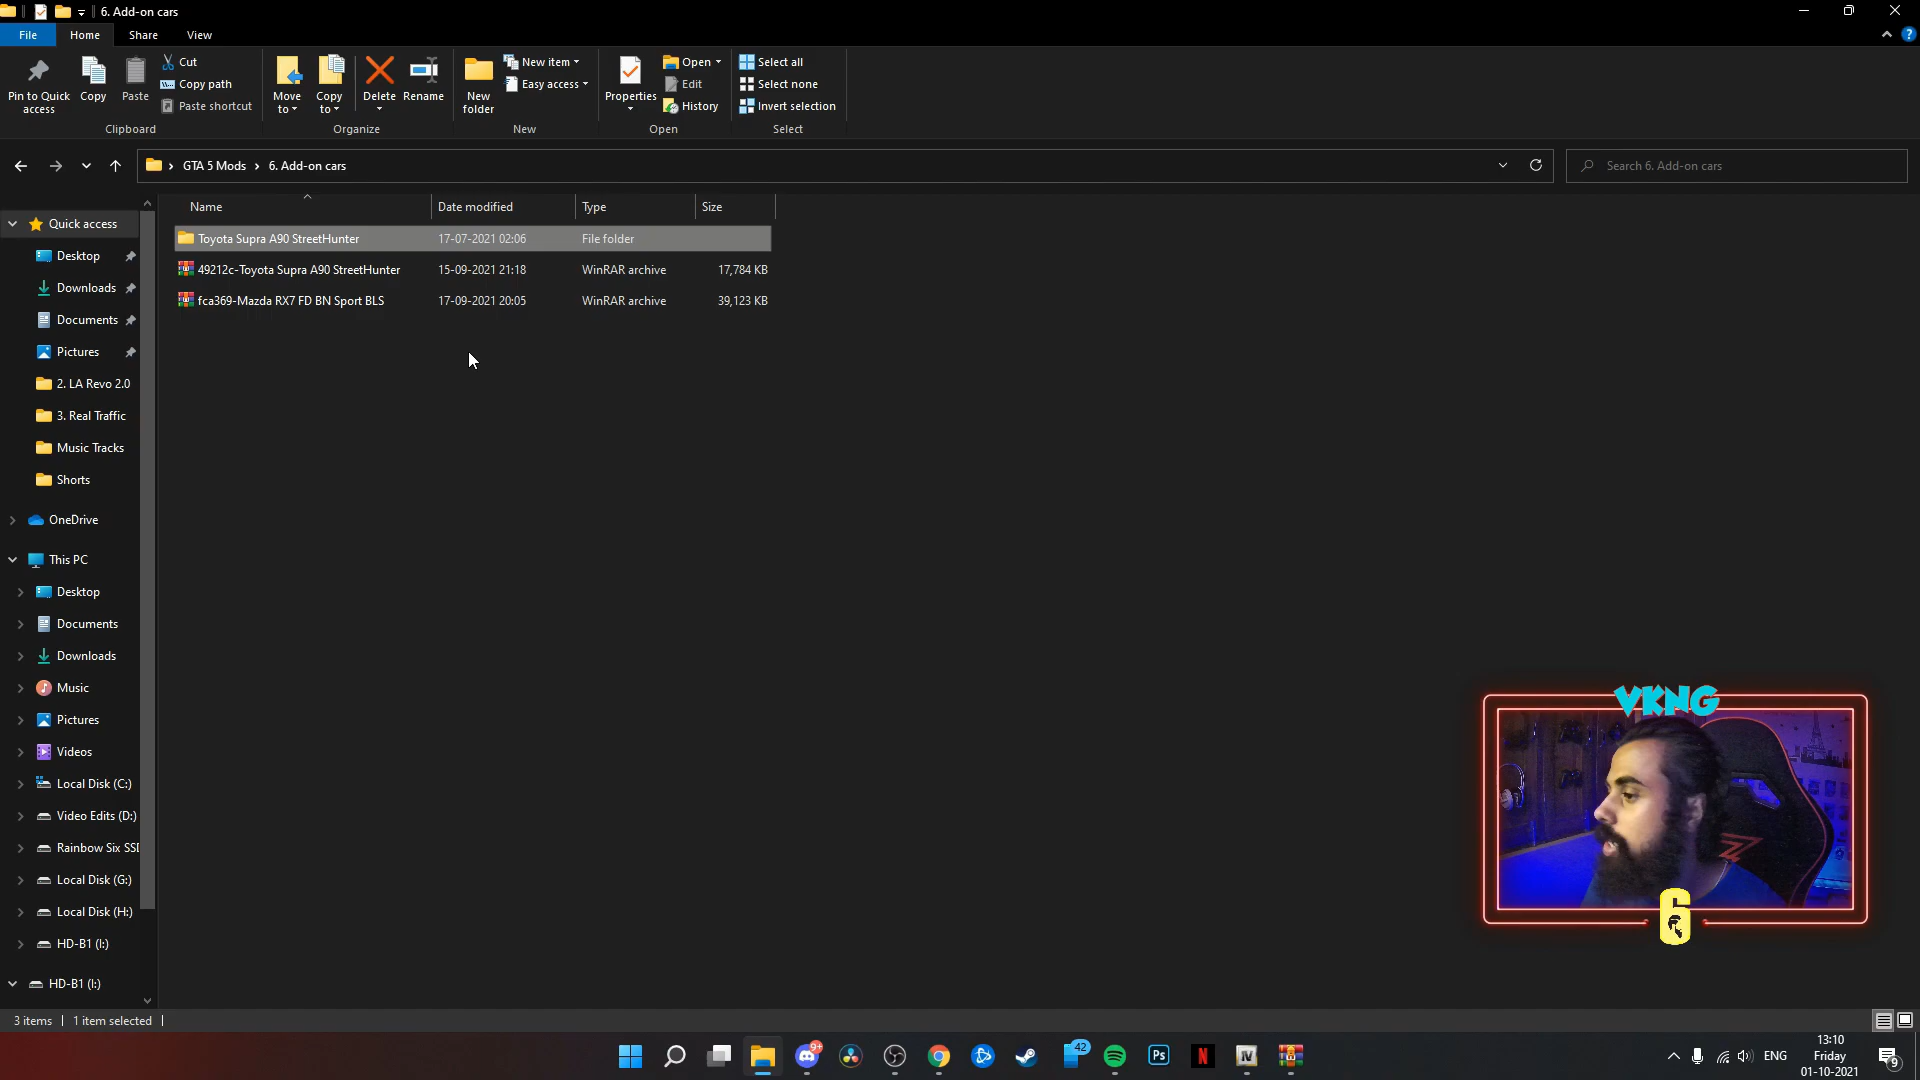 6. Add-on cars
File
Home
Share
View
Pin to Quick access
Copy
Paste
Cut
Copy path
Paste shortcut
Clipboard
Move to
Copy to
Delete
Rename
Organize
New folder
New item
Easy access
New
Properties
Open
Edit
History
Open
Select all
Select none
Invert selection
Select
GTA 5 Mods > 6. Add-on cars
Search 6. Add-on cars
Name Date modified Type Size
Toyota Supra A90 StreetHunter 17-07-2021 02:06 File folder
49212c-Toyota Supra A90 StreetHunter 15-09-2021 21:18 WinRAR archive 17,784 KB
fca369-Mazda RX7 FD BN Sport BLS 17-09-2021 20:05 WinRAR archive 39,123 KB
Quick access
Desktop
Downloads
Documents
Pictures
2. LA Revo 2.0
3. Real Traffic
Music Tracks
Shorts
OneDrive
This PC
Desktop
Documents
Downloads
Music
Pictures
Videos
Local Disk (C:)
Video Edits (D:)
Rainbow Six SSD
Local Disk (G:)
Local Disk (H:)
HD-B1 (I:)
HD-B1 (I:)
VKNG
6
3 items
1 item selected
9+
42
Ps
N
IV
ENG
13:10
Friday
01-10-2021
9